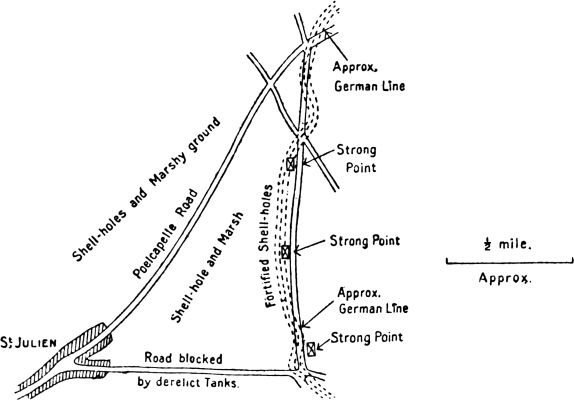 Approx.
German Line
Shell-holes and Marshy ground
Strong
Point
Poelcapelle Road
Shell-hole and Marsh
Fortified Shell-holes
Strong Point
½ mile.
Approx.
Approx.
German Line
Strong Point
St JULIEN
Road blocked
by derelict Tanks.